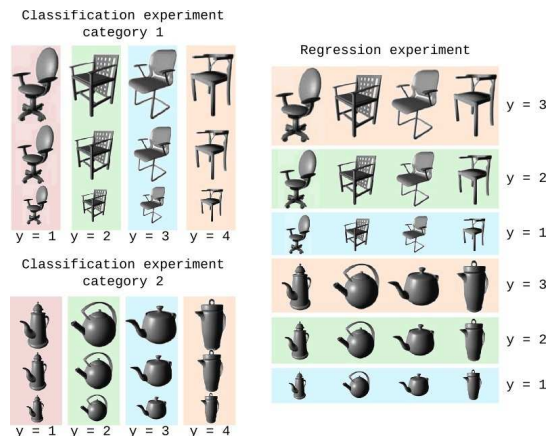 Classification experiment
category 1
y = 1 y = 2 y = 3 y = 4
Classification experiment
category 2
y = 1 y = 2 y = 3 y = 4
Regression experiment
y = 3
y = 2
y = 1
y = 3
y = 2
y = 1